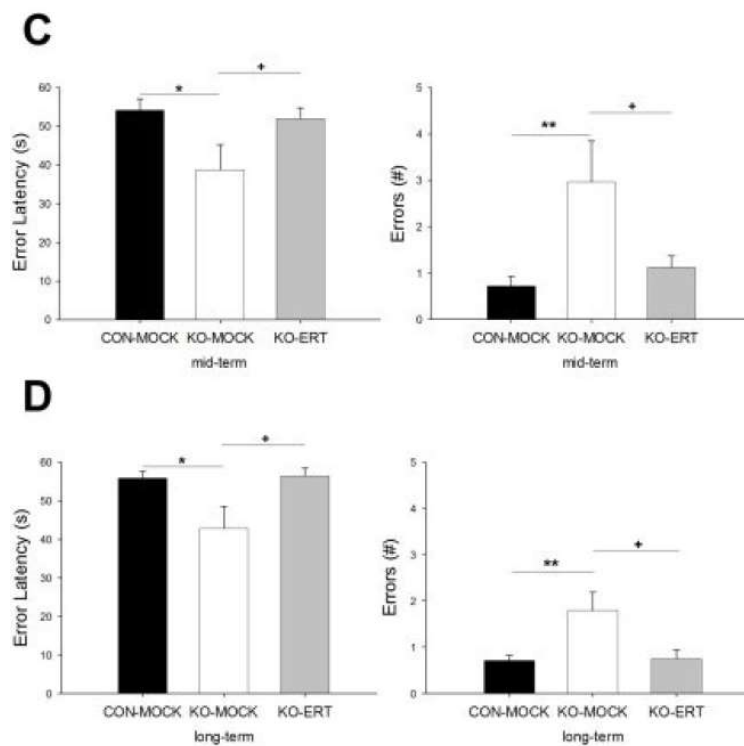 C
* +
60
50
40
30
20
10
0
Error Latency (s)
CON-MOCK KO-MOCK KO-ERT
mid-term
** +
5
4
3
2
1
0
Errors (#)
CON-MOCK KO-MOCK KO-ERT
mid-term
D
* +
60
50
40
30
20
10
0
Error Latency (s)
CON-MOCK KO-MOCK KO-ERT
long-term
** +
5
4
3
2
1
0
Errors (#)
CON-MOCK KO-MOCK KO-ERT
long-term